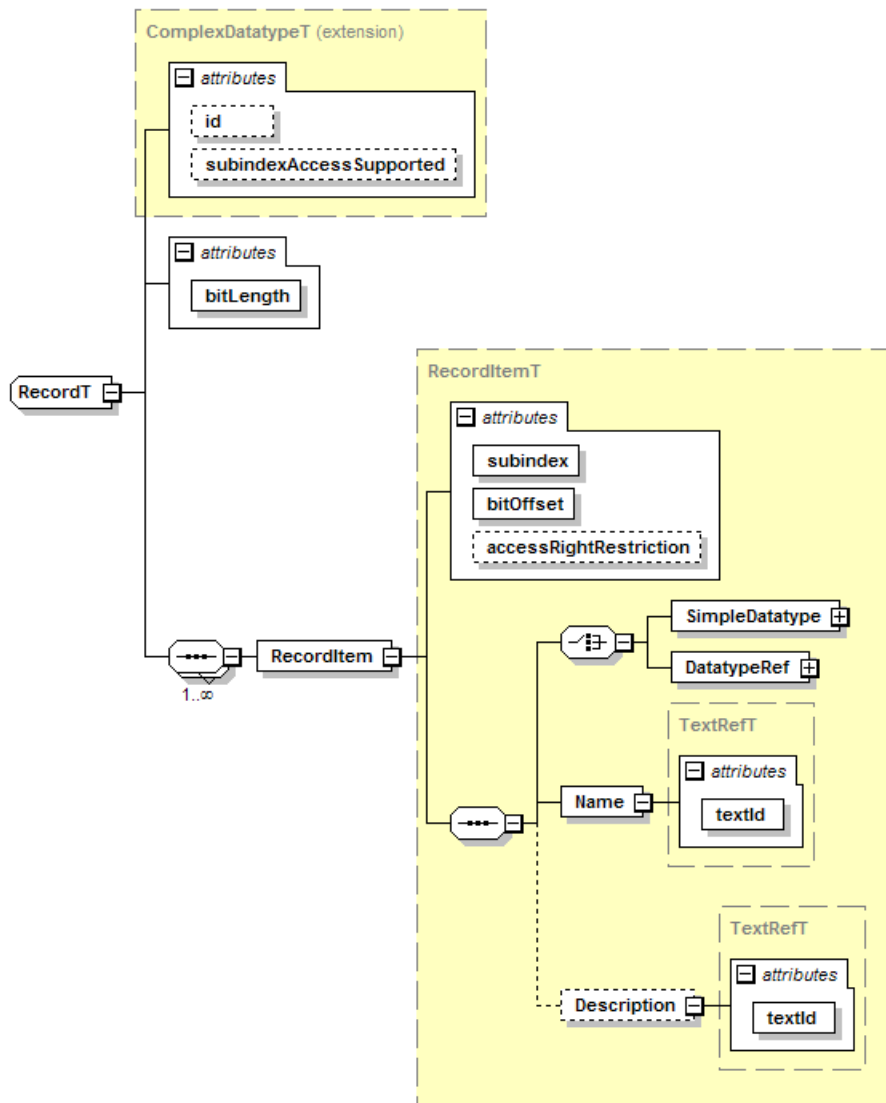 ComplexDatatypeT (extension)
attributes
id
subindexAccessSupported
attributes
bitLength
RecordT
RecordItemT
attributes
subindex
bitOffset
accessRightRestriction
SimpleDatatype
RecordItem
DatatypeRef
1..∞
TextRefT
attributes
Name
textId
TextRefT
attributes
Description
textId